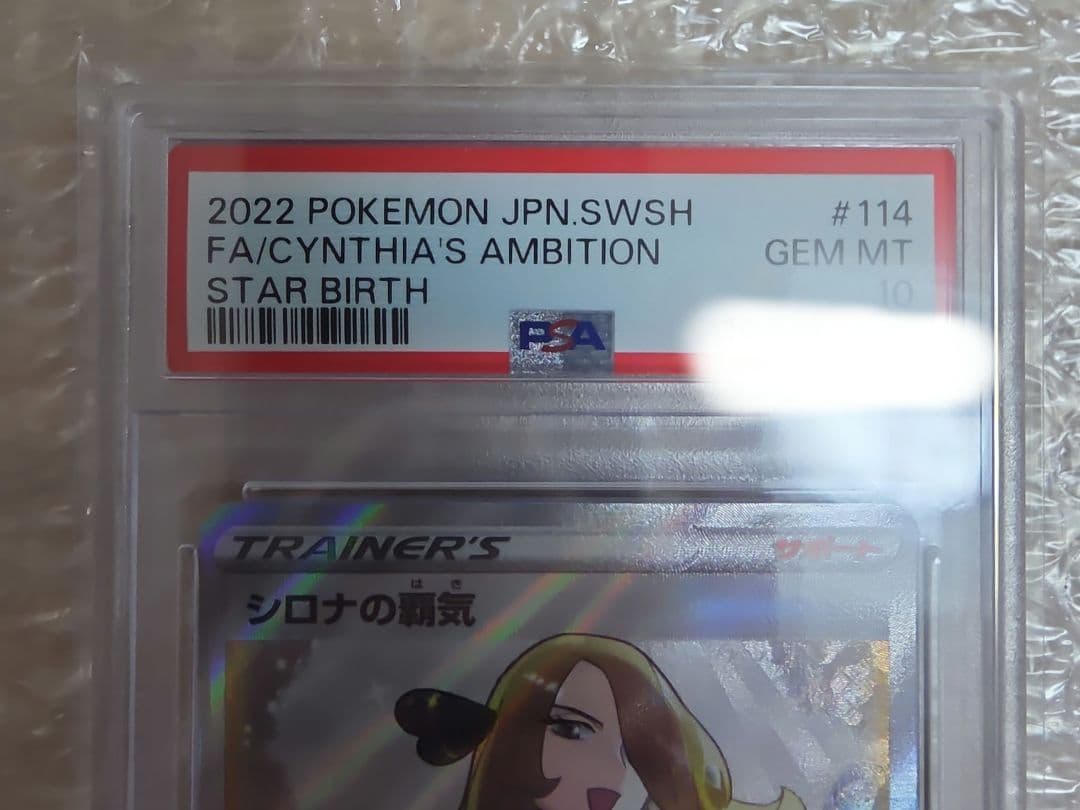 2022 POKEMON JPN.SWSH #114
FA/CYNTHIA'S AMBITION GEM MT
STAR BIRTH 10
PSA
TRAINER'S サポート
はき
シロナの覇気